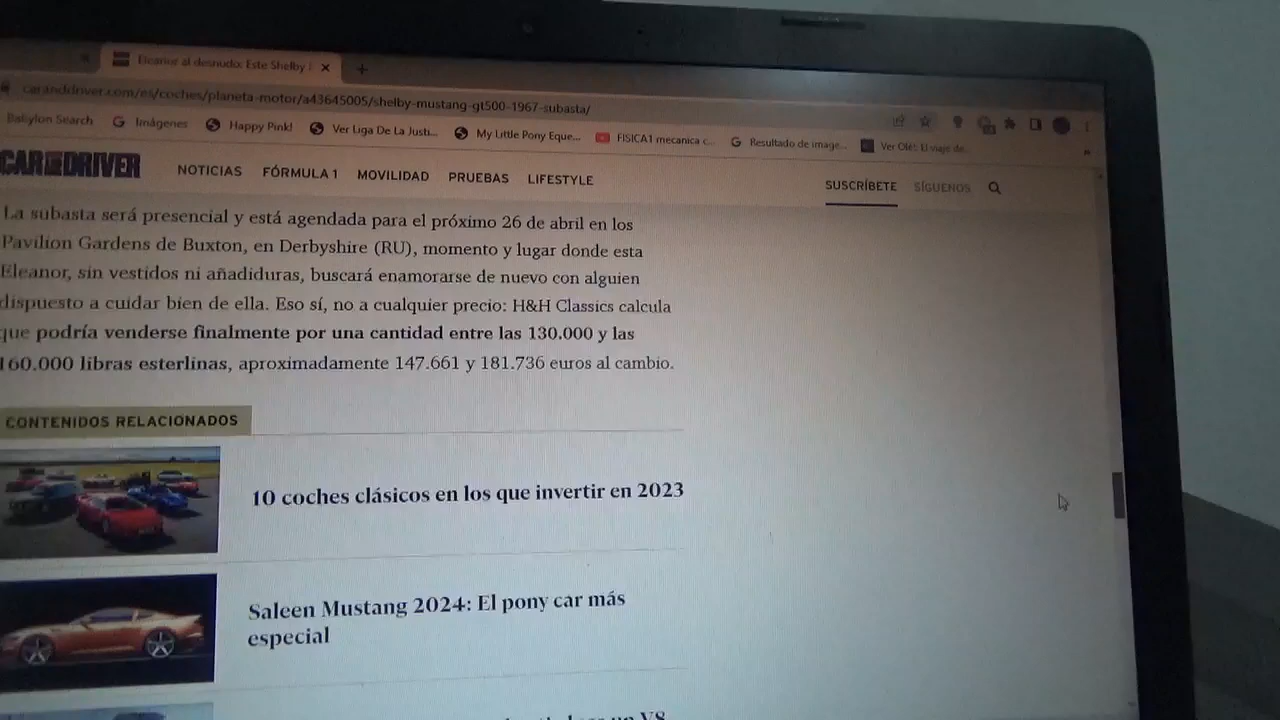 Eleanor al desnudo: Este Shelby
caranddriver.com/es/coches/planeta-motor/a43645005/shelby-mustang-gt500-1967-subasta/
Babylon Search
Imágenes
Happy Pink!
Ver Liga De La Justi...
My Little Pony Eque...
FISICA1 mecanica c...
Resultado de image...
CAR DRIVER
NOTICIAS
FÓRMULA 1
MOVILIDAD
PRUEBAS
LIFESTYLE
SUSCRÍBETE
SÍGUENOS
La subasta será presencial y está agendada para el próximo 26 de abril en los
Pavilion Gardens de Buxton, en Derbyshire (RU), momento y lugar donde esta
Eleanor, sin vestidos ni añadiduras, buscará enamorarse de nuevo con alguien
dispuesto a cuidar bien de ella. Eso sí, no a cualquier precio: H&H Classics calcula
que podría venderse finalmente por una cantidad entre las 130.000 y las
160.000 libras esterlinas, aproximadamente 147.661 y 181.736 euros al cambio.
CONTENIDOS RELACIONADOS
10 coches clásicos en los que invertir en 2023
Saleen Mustang 2024: El pony car más
especial
un V8